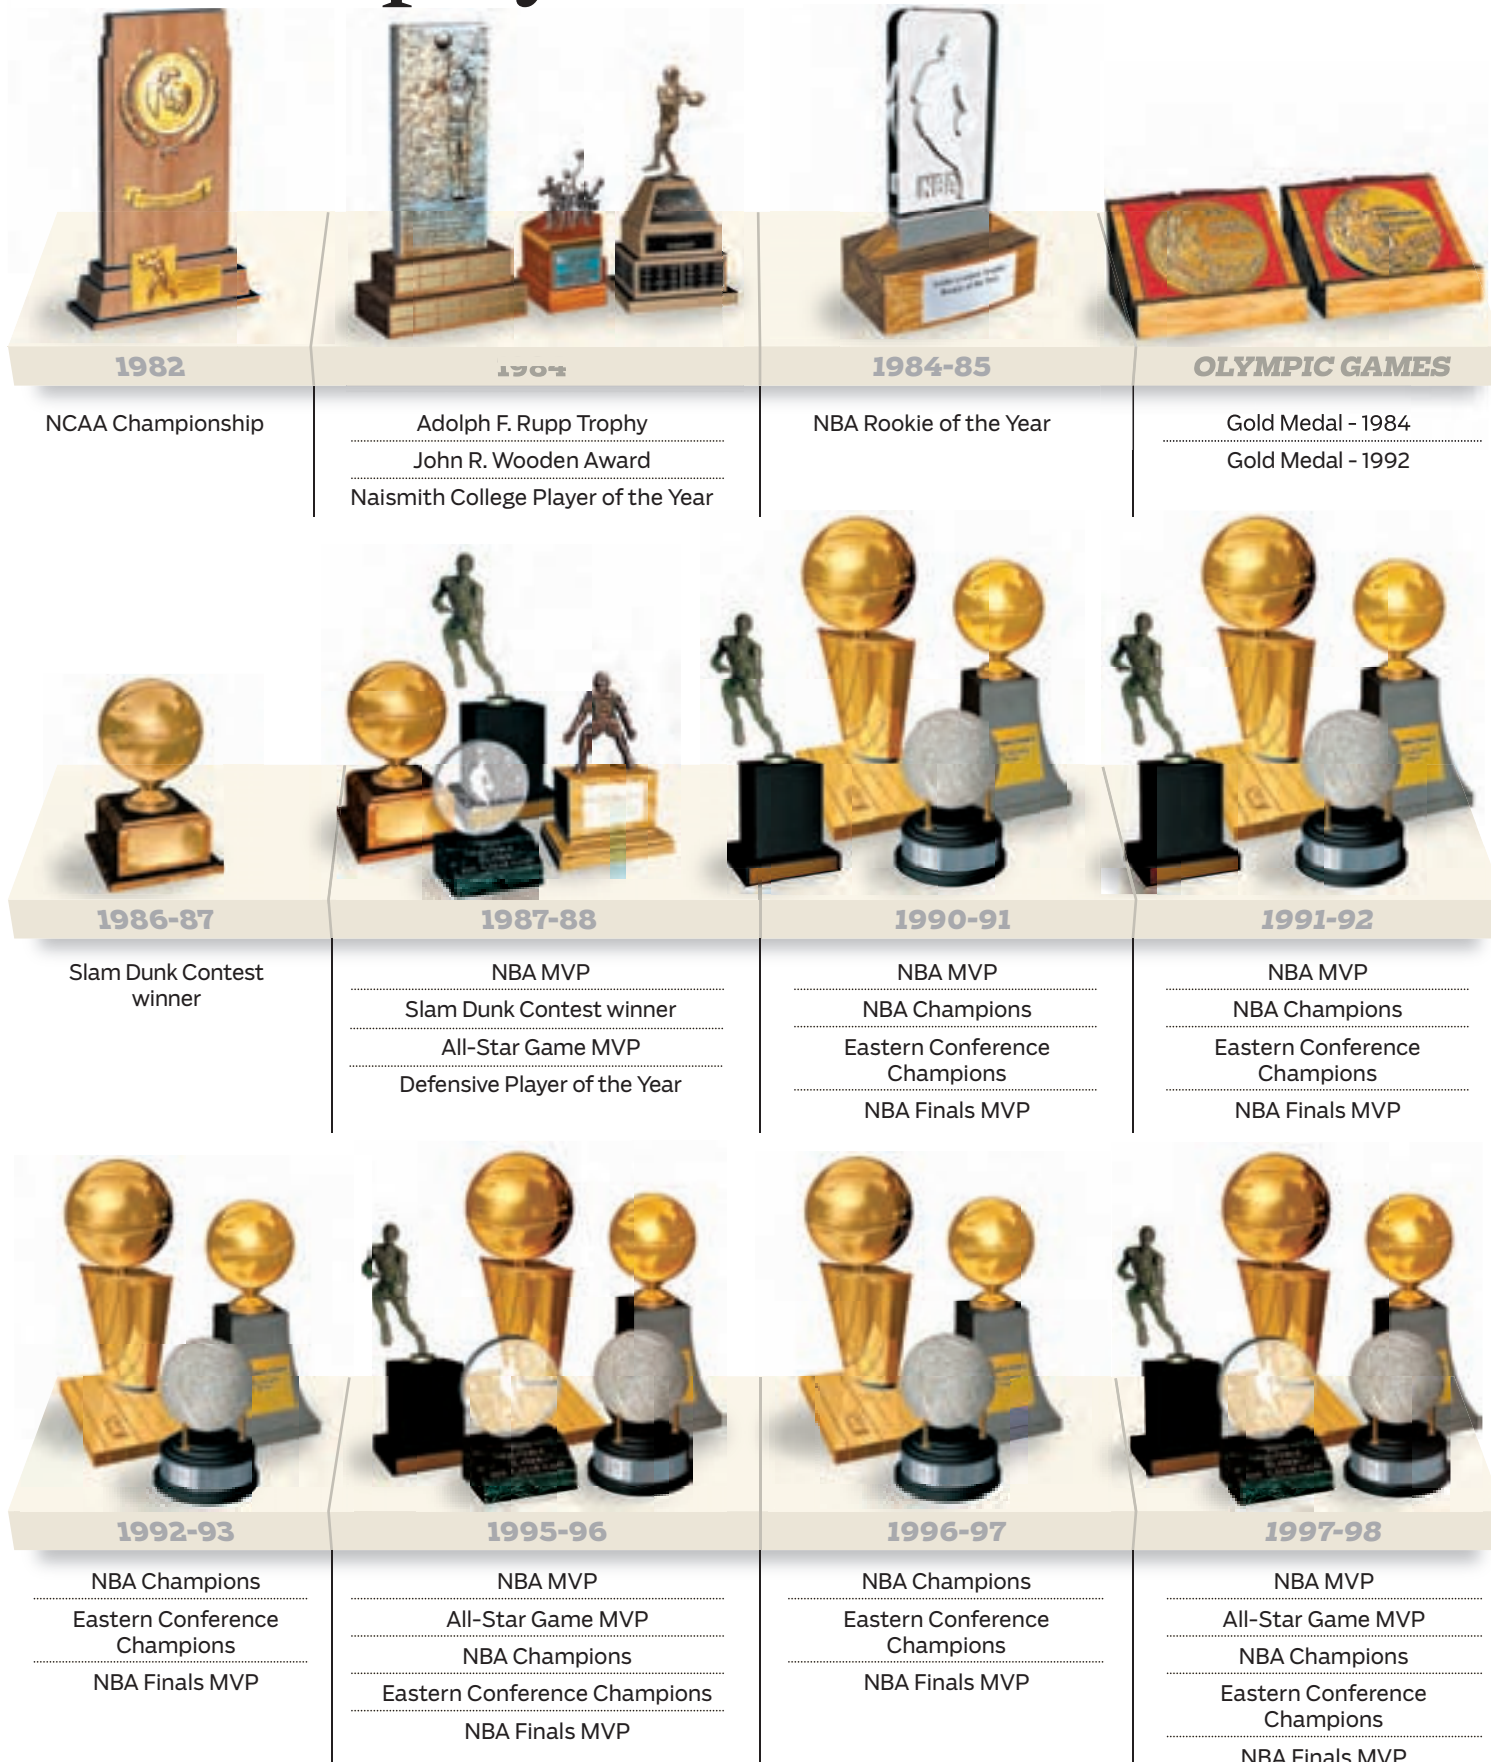 1982
1984
1984-85
OLYMPIC GAMES
NCAA Championship
Adolph F. Rupp Trophy
John R. Wooden Award
Naismith College Player of the Year
NBA Rookie of the Year
Gold Medal - 1984
Gold Medal - 1992
1986-87
1987-88
1990-91
1991-92
Slam Dunk Contest
winner
NBA MVP
Slam Dunk Contest winner
All-Star Game MVP
Defensive Player of the Year
NBA MVP
NBA Champions
Eastern Conference
Champions
NBA Finals MVP
NBA MVP
NBA Champions
Eastern Conference
Champions
NBA Finals MVP
1992-93
1995-96
1996-97
1997-98
NBA Champions
Eastern Conference
Champions
NBA Finals MVP
NBA MVP
All-Star Game MVP
NBA Champions
Eastern Conference Champions
NBA Finals MVP
NBA Champions
Eastern Conference
Champions
NBA Finals MVP
NBA MVP
All-Star Game MVP
NBA Champions
Eastern Conference
Champions
NBA Finals MVP